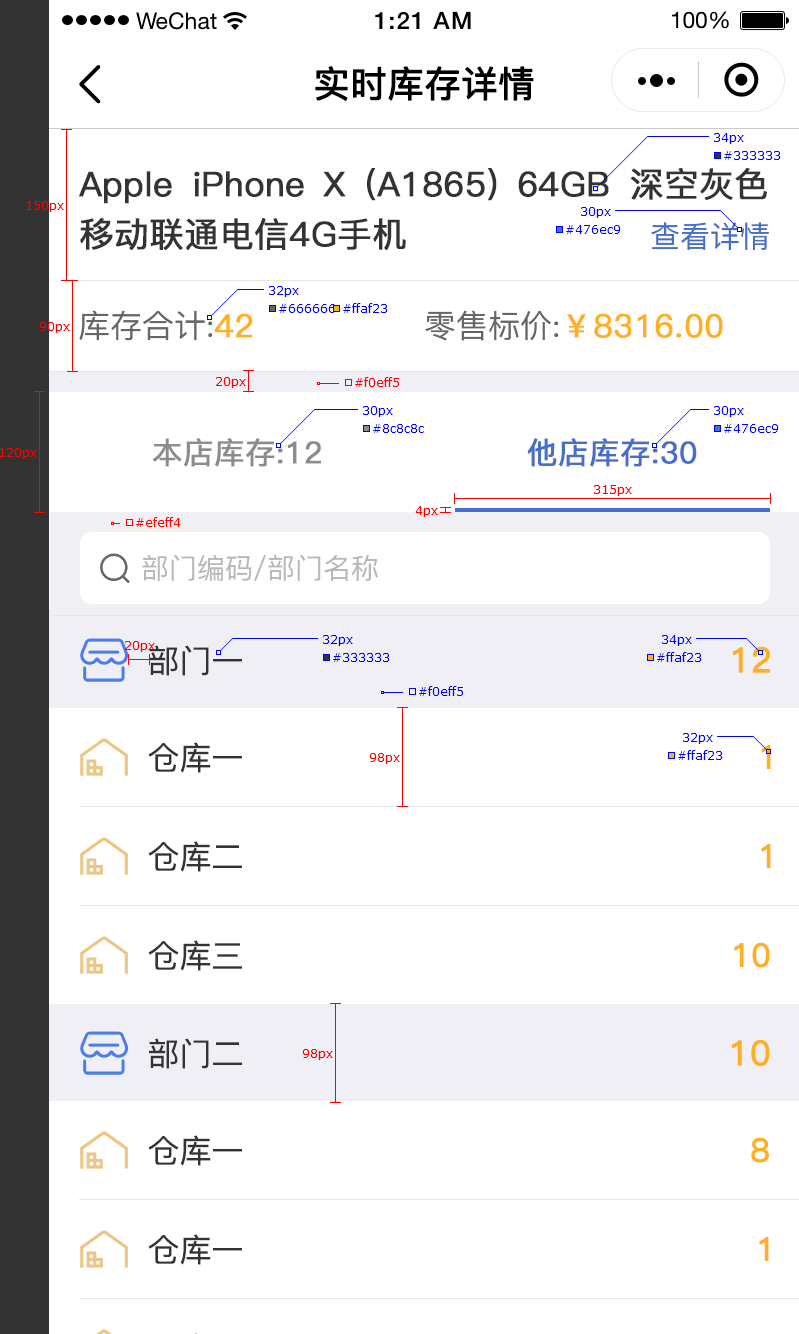 WeChat 1:21 AM 100%
实时库存详情
34px
#333333
Apple iPhone X (A1865) 64GB 深空灰色
150px
30px
#476ec9
移动联通电信4G手机 查看详情
32px
#666666 #ffaf23
90px
库存合计:42 零售标价:¥8316.00
20px
#f0eff5
30px
#8c8c8c
30px
#476ec9
120px
本店库存:12 他店库存:30
315px
4px
#efeff4
部门编码/部门名称
20px
32px
#333333
34px
#ffaf23
部门一 12
#f0eff5
32px
#ffaf23
98px
仓库一 1
仓库二 1
仓库三 10
98px
部门二 10
仓库一 8
仓库一 1